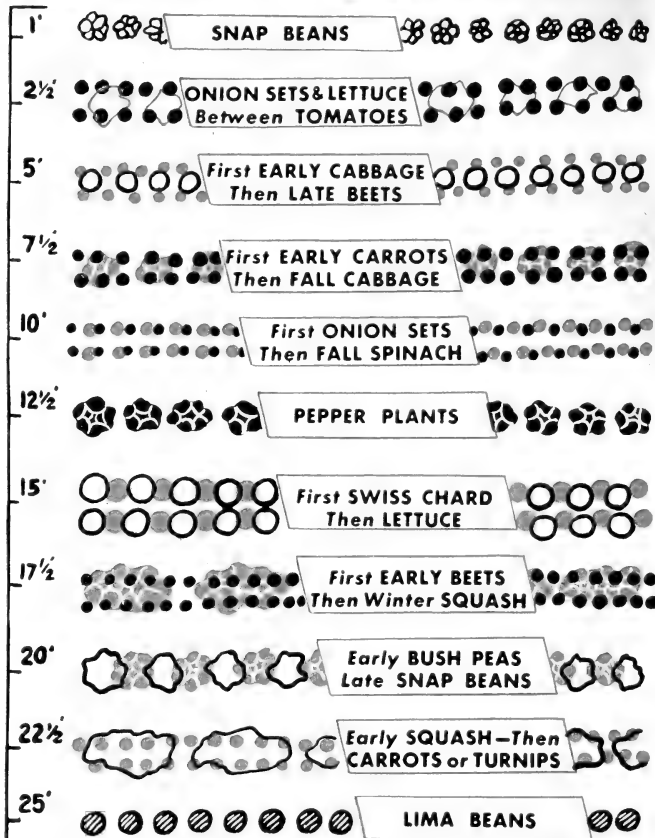 1'
SNAP BEANS
2½'
ONION SETS & LETTUCE
Between TOMATOES
5'
First EARLY CABBAGE
Then LATE BEETS
7½'
First EARLY CARROTS
Then FALL CABBAGE
10'
First ONION SETS
Then FALL SPINACH
12½'
PEPPER PLANTS
15'
First SWISS CHARD
Then LETTUCE
17½'
First EARLY BEETS
Then Winter SQUASH
20'
Early BUSH PEAS
Late SNAP BEANS
22½'
Early SQUASH—Then
CARROTS or TURNIPS
25'
LIMA BEANS